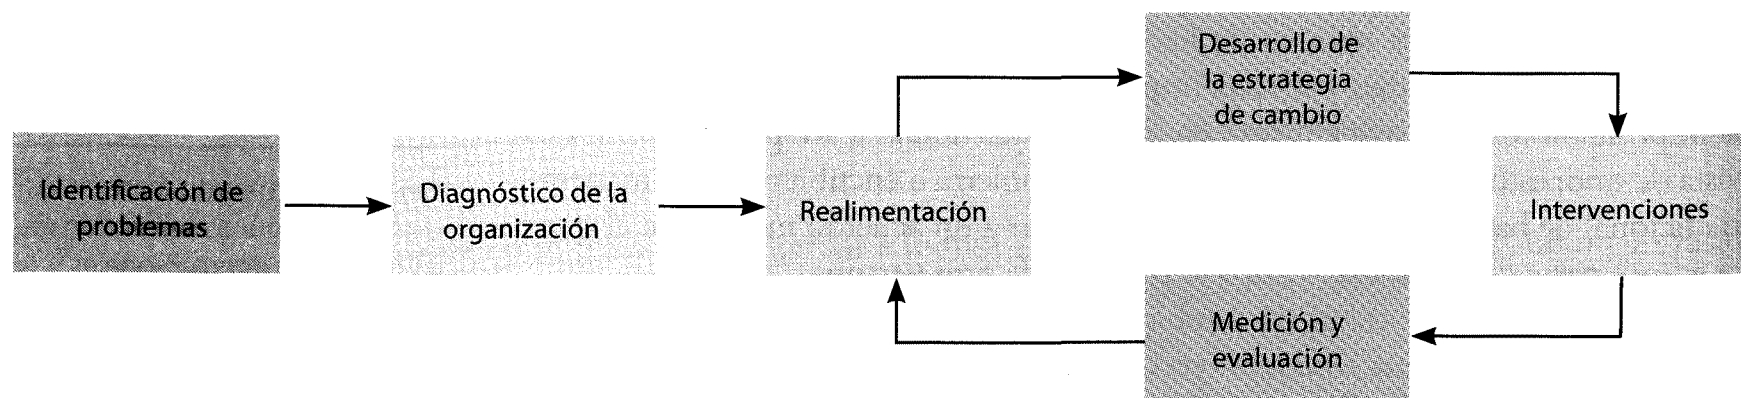 Identificación de
problemas
Diagnóstico de la
organización
Realimentación
Desarrollo de
la estrategia
de cambio
Intervenciones
Medición y
evaluación